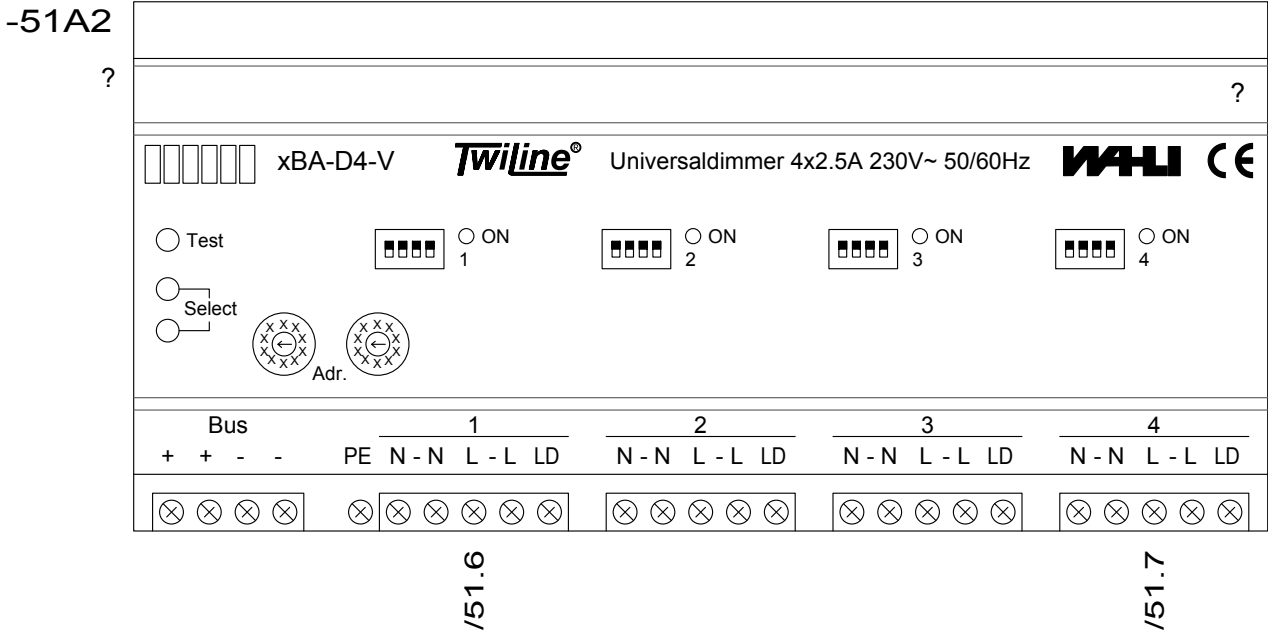 -51A2
?
?
xBA-D4-V Twiline® Universaldimmer 4x2.5A 230V~ 50/60Hz WAHLI CE
Test ON ON ON ON
1 2 3 4
Select
X X X X X X X X X X X X X X X X X X X X
Adr.
Bus 1 2 3 4
+ + - - PE N - N L - L LD N - N L - L LD N - N L - L LD N - N L - L LD
/51.6 /51.7